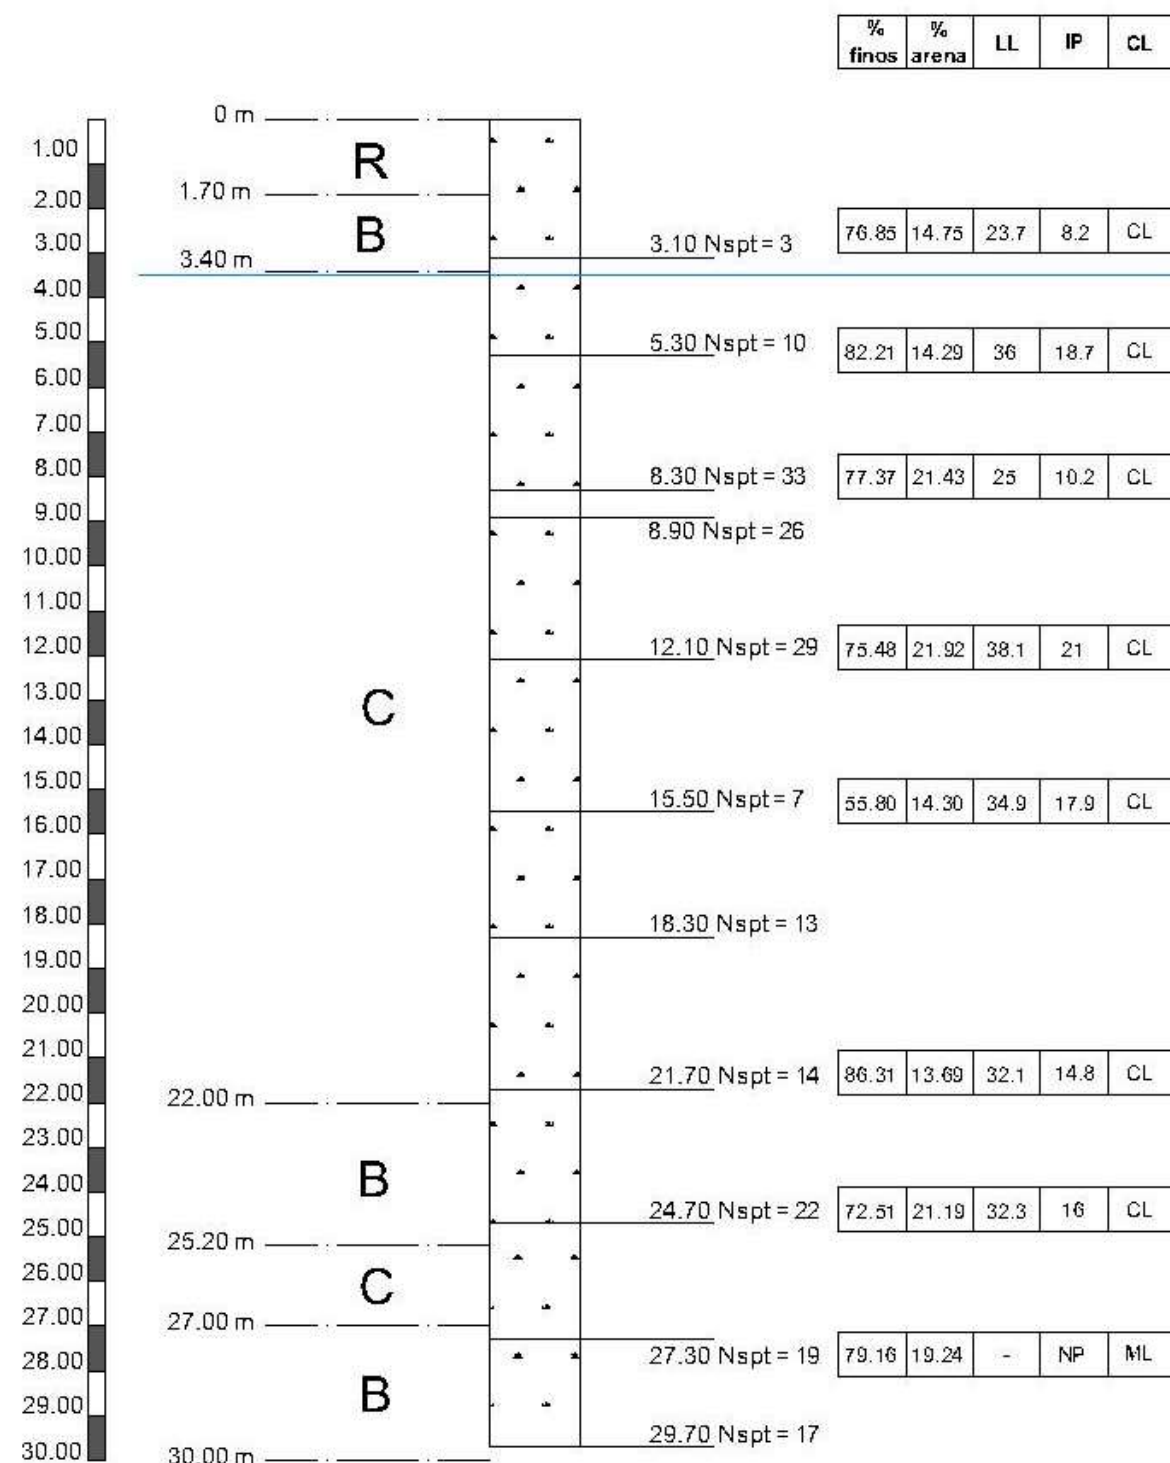 % finos % arena LL IP CL
0 m
1.00
R
2.00
1.70 m
3.00
B
3.10 Nspt = 3 76.85 14.75 23.7 8.2 CL
3.40 m
4.00
5.00
5.30 Nspt = 10 82.21 14.29 36 18.7 CL
6.00
7.00
8.00
8.30 Nspt = 33 77.37 21.43 25 10.2 CL
9.00
8.90 Nspt = 26
10.00
11.00
12.00
12.10 Nspt = 29 75.48 21.92 38.1 21 CL
13.00
C
14.00
15.00
15.50 Nspt = 7 55.80 14.30 34.9 17.9 CL
16.00
17.00
18.00
18.30 Nspt = 13
19.00
20.00
21.00
21.70 Nspt = 14 86.31 13.69 32.1 14.8 CL
22.00
22.00 m
23.00
24.00
B
24.70 Nspt = 22 72.51 21.19 32.3 16 CL
25.00
25.20 m
26.00
C
27.00
27.00 m
27.30 Nspt = 19 79.16 19.24 - NP ML
28.00
B
29.00
29.70 Nspt = 17
30.00
30.00 m